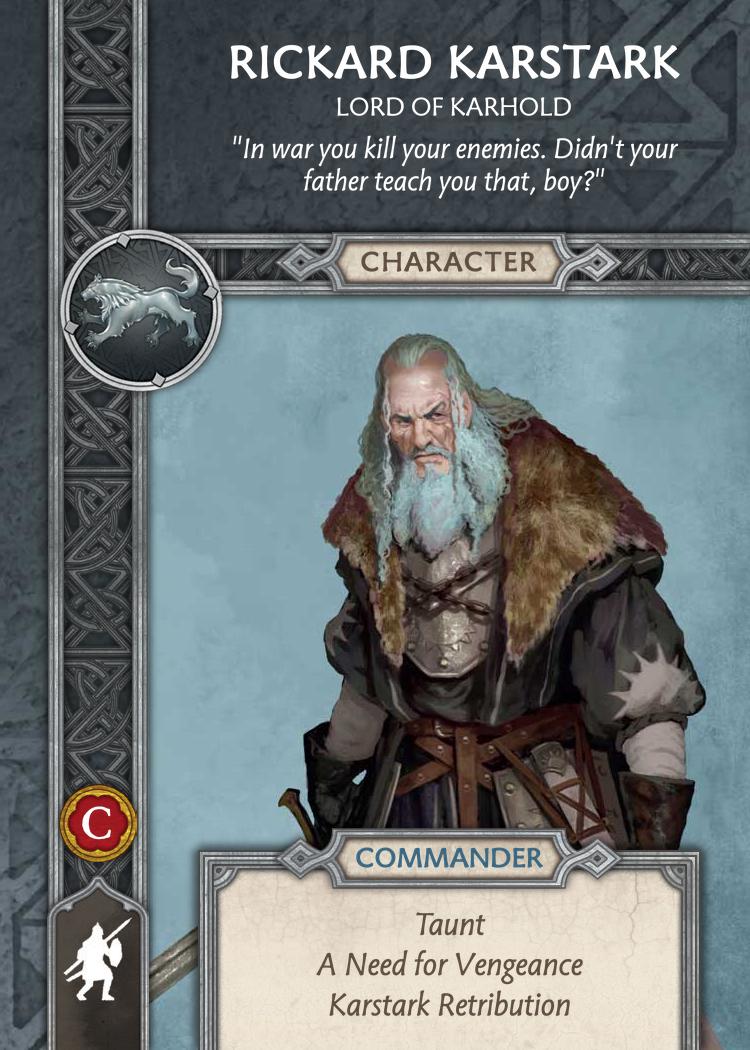 RICKARD KARSTARK
LORD OF KARHOLD
"In war you kill your enemies. Didn't your
father teach you that, boy?"
CHARACTER
C
COMMANDER
Taunt
A Need for Vengeance
Karstark Retribution